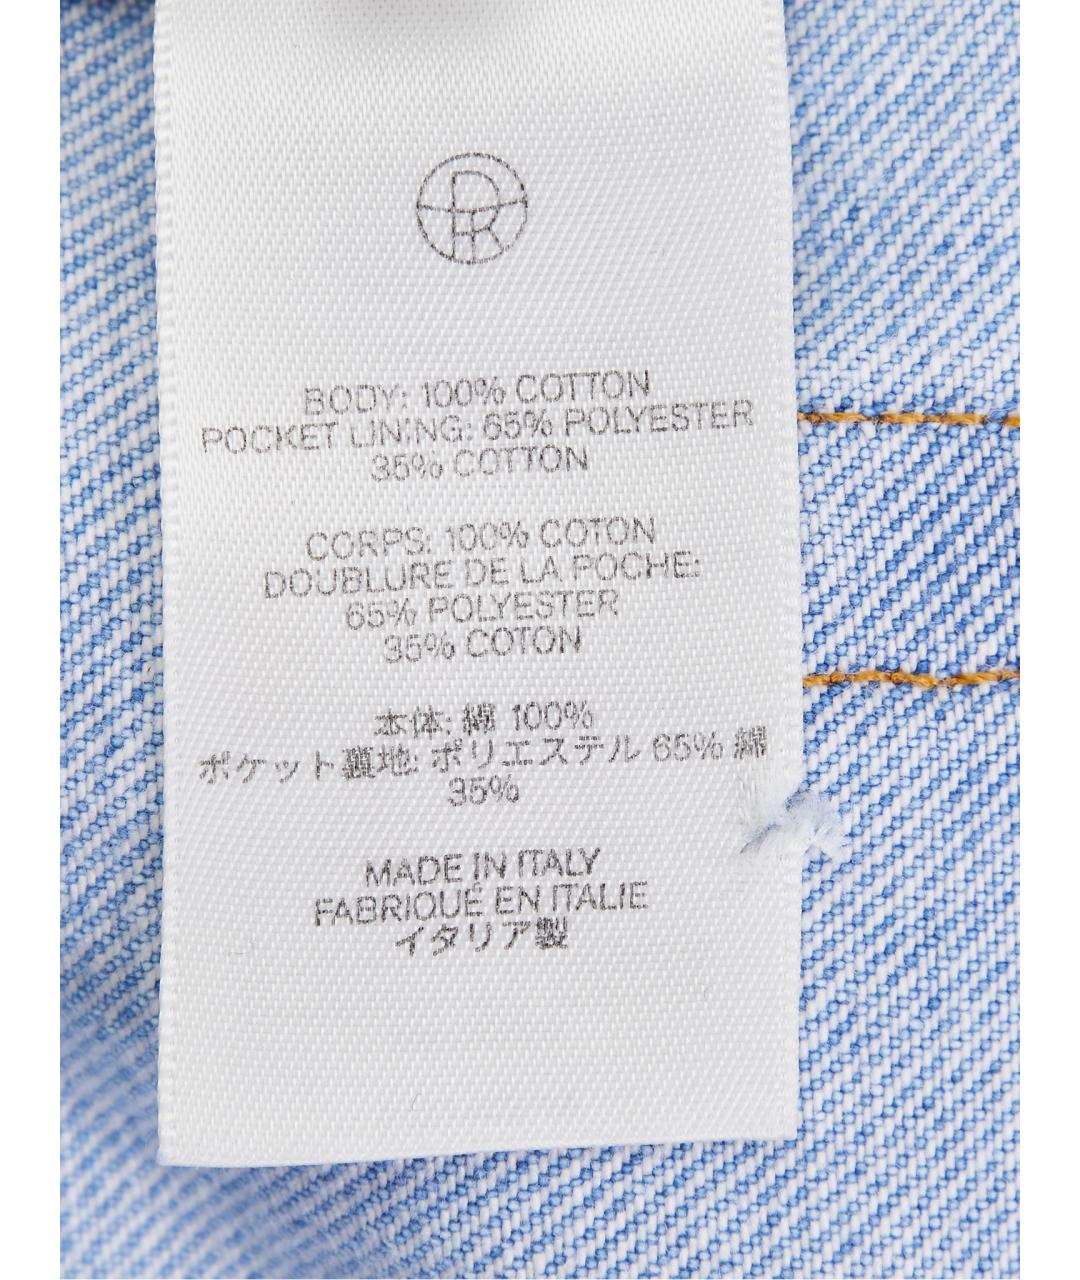 BODY: 100% COTTON
POCKET LINING: 65% POLYESTER
35% COTTON
CORPS: 100% COTON
DOUBLURE DE LA POCHE:
65% POLYESTER
35% COTON
本体: 綿 100%
ポケット裏地: ポリエステル 65% 綿
35%
MADE IN ITALY
FABRIQUÉ EN ITALIE
イタリア製